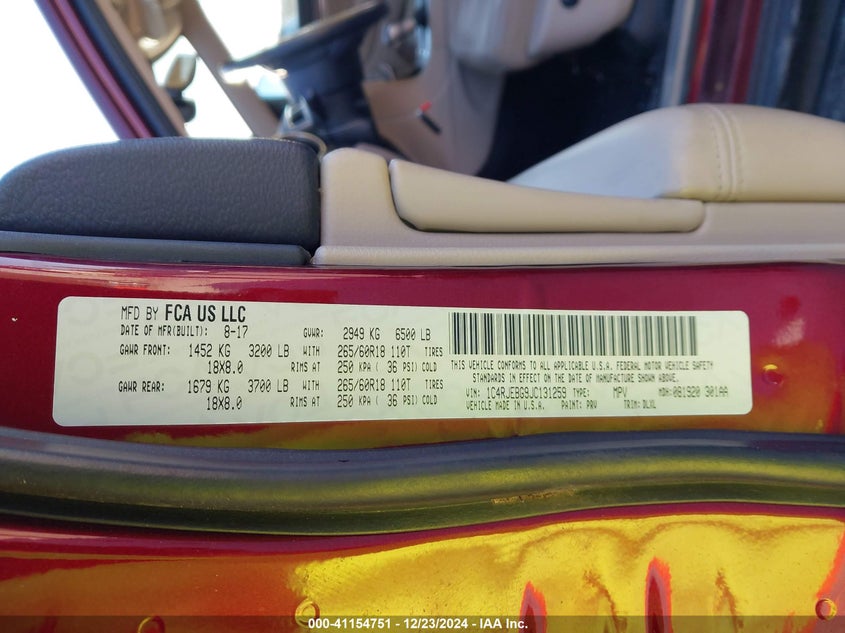 MFD BY FCA US LLC
DATE OF MFR(BUILT): 8-17 GVWR: 2949 KG 6500 LB
GAWR FRONT: 1452 KG 3200 LB WITH 265/60R18 110T TIRES
18X8.0 RIMS AT 250 KPA ( 36 PSI) COLD
GAWR REAR: 1679 KG 3700 LB WITH 265/60R18 110T TIRES
18X8.0 RIMS AT 250 KPA ( 36 PSI) COLD
THIS VEHICLE CONFORMS TO ALL APPLICABLE U.S.A. FEDERAL MOTOR VEHICLE SAFETY
STANDARDS IN EFFECT ON THE DATE OF MANUFACTURE SHOWN ABOVE.
VIN: 1C4RJEBG9JC131259 TYPE: MPV MDH: 081920 301AA
VEHICLE MADE IN U.S.A. PAINT: PRV TRIM: DLXL
000-41154751 - 12/23/2024 - IAA Inc.